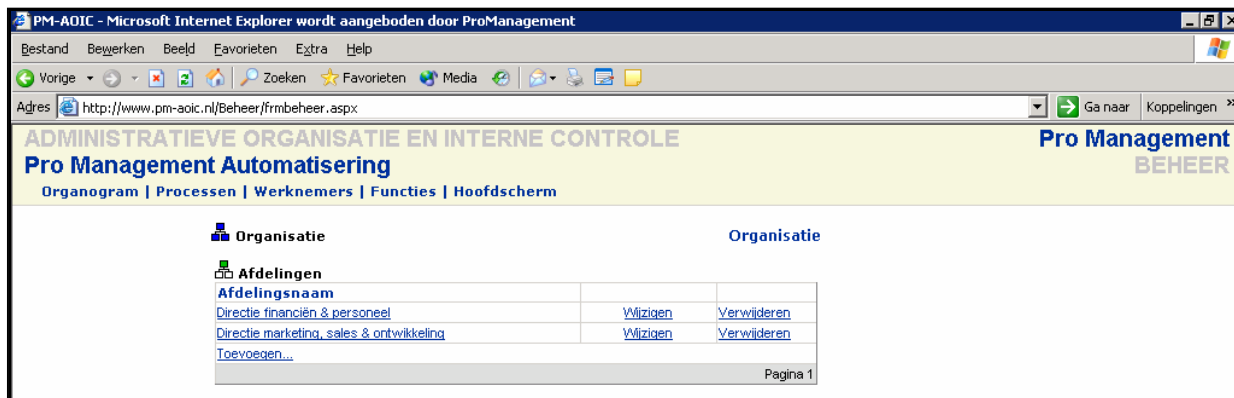 PM-AOIC - Microsoft Internet Explorer wordt aangeboden door ProManagement
Bestand Bewerken Beeld Favorieten Extra Help
Vorige Zoeken Favorieten Media
Adres http://www.pm-aoic.nl/Beheer/frmbeheer.aspx Ga naar Koppelingen »
ADMINISTRATIEVE ORGANISATIE EN INTERNE CONTROLE Pro Management
Pro Management Automatisering BEHEER
Organogram | Processen | Werknemers | Functies | Hoofdscherm
Organisatie Organisatie
Afdelingen
Afdelingsnaam
Directie financiën & personeel Wijzigen Verwijderen
Directie marketing, sales & ontwikkeling Wijzigen Verwijderen
Toevoegen...
Pagina 1